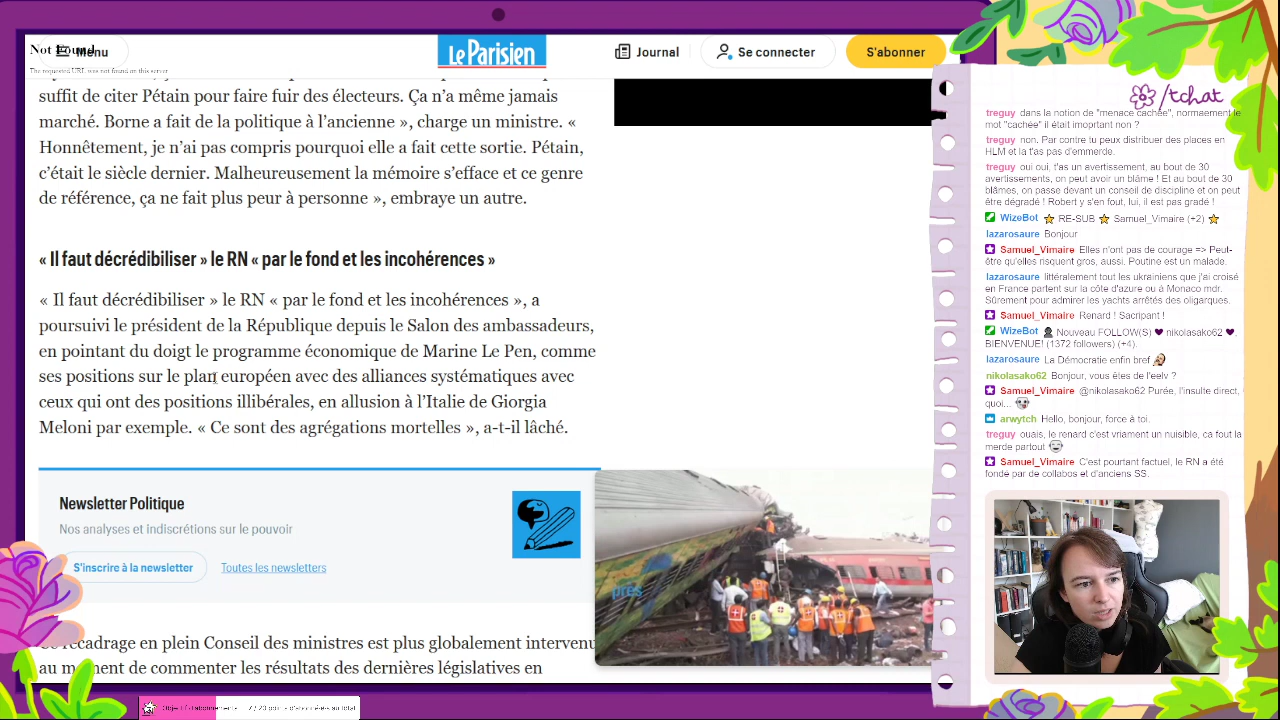 Not Found
Menu
Le Parisien
Journal
Se connecter
S'abonner
The requested URL was not found on this server.
suffit de citer Pétain pour faire fuir des électeurs. Ça n'a même jamais
marché. Borne a fait de la politique à l'ancienne », charge un ministre. «
Honnêtement, je n'ai pas compris pourquoi elle a fait cette sortie. Pétain,
c'était le siècle dernier. Malheureusement la mémoire s'efface et ce genre
de référence, ça ne fait plus peur à personne », embraye un autre.
« Il faut décrédibiliser » le RN « par le fond et les incohérences »
« Il faut décrédibiliser » le RN « par le fond et les incohérences », a
poursuivi le président de la République depuis le Salon des ambassadeurs,
en pointant du doigt le programme économique de Marine Le Pen, comme
ses positions sur le plan européen avec des alliances systématiques avec
ceux qui ont des positions illibérales en allusion à l'Italie de Giorgia
Meloni par exemple. « Ce sont des agrégations mortelles », a-t-il lâché.
Newsletter Politique
Nos analyses et indiscrétions sur le pouvoir
S'inscrire à la newsletter
Toutes les newsletters
recadrage en plein Conseil des ministres est plus globalement intervenu
au moment de commenter les résultats des dernières législatives en
/tchat
treguy dans la notion de "menace cachée", normaement le
mot "cachée" il était imoprtant non ?
treguy non. Par contre tu peux distribuer des places en
HLM et la t'as pas d'emmerde.
treguy oui oui, t'as un avertissement, au bout de 30
avertissements, on peut avoir un blâme ! Et au bout de 30
blâmes, on passe devant un conseil de discipline et on peut
être dégradé ! Robert y s'en fout, lui, il est pas gradé !
WizeBot RE-SUB Samuel_Vimaire (+2)
lazarosaure Bonjour
Samuel_Vimaire Elles n'ont pas de courage => Peut-
être qu'elles risquent gros, aussi. Poutine est un malade.
lazarosaure littéralement tout les ukrainiens que j'ai croisé
en France partent sur la côte d'azure ou à Monaco mdr.
Sûrement pour admirer les yachts arrêtés des oligarques.
Samuel_Vimaire Renard ! Sacripant !
WizeBot Nouveau FOLLOW(S) nikolasako62
BIENVENUE! (1372 followers) (+4).
lazarosaure La Démocratie enfin bref
nikolasako62 Bonjour, vous êtes de l'eelv ?
Samuel_Vimaire @nikolasako62 Purée, l'insulte direct,
quoi...
arwytch Hello, bonjour, force à toi.
treguy ouais, le renard c'est vriament un nuisible, ca fout la
merde partout
Samuel_Vimaire C'est pourtant factuel, le RN a été
fondé par de collabos et d'anciens SS.